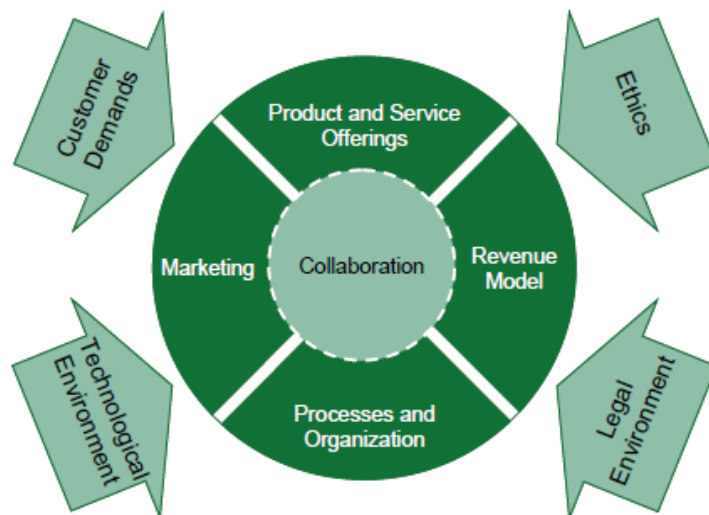 Customer
Demands
Ethics
Product and Service
Offerings
Marketing
Collaboration
Revenue
Model
Technological
Environment
Processes and
Organization
Legal
Environment